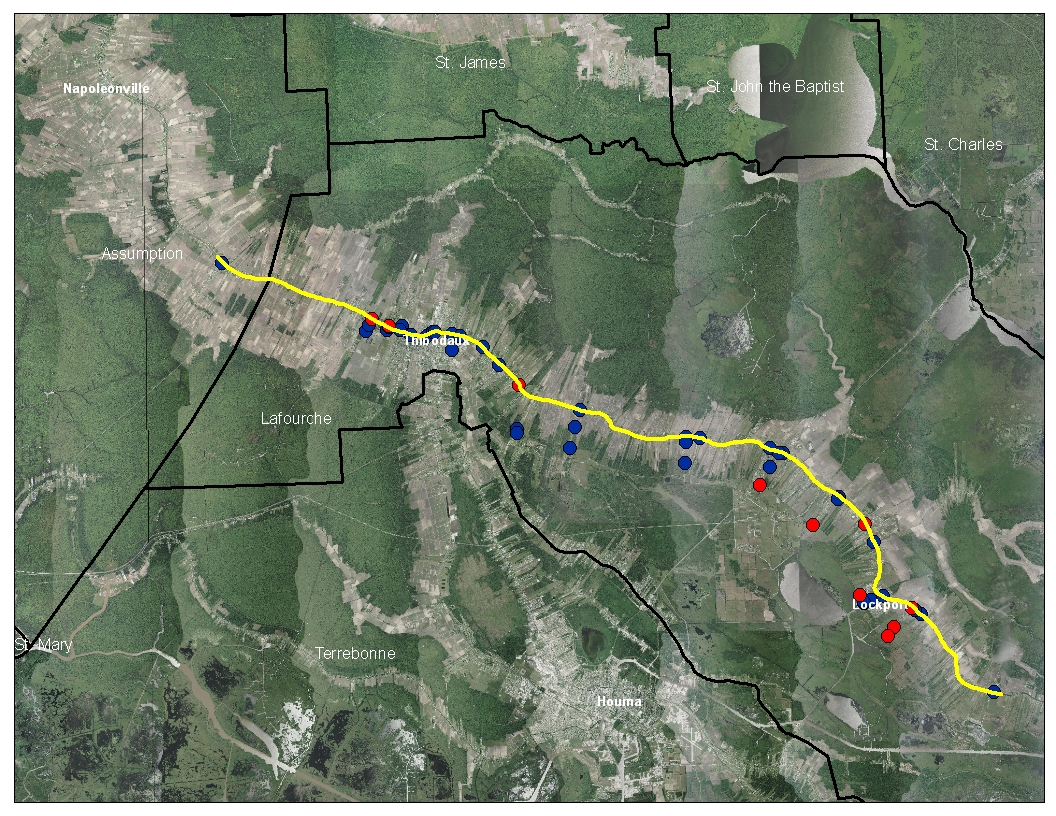 St. James
Napoleonville
St. John the Baptist
St. Charles
Assumption
Thibodaux
Lafourche
Lockport
St. Mary
Terrebonne
Houma